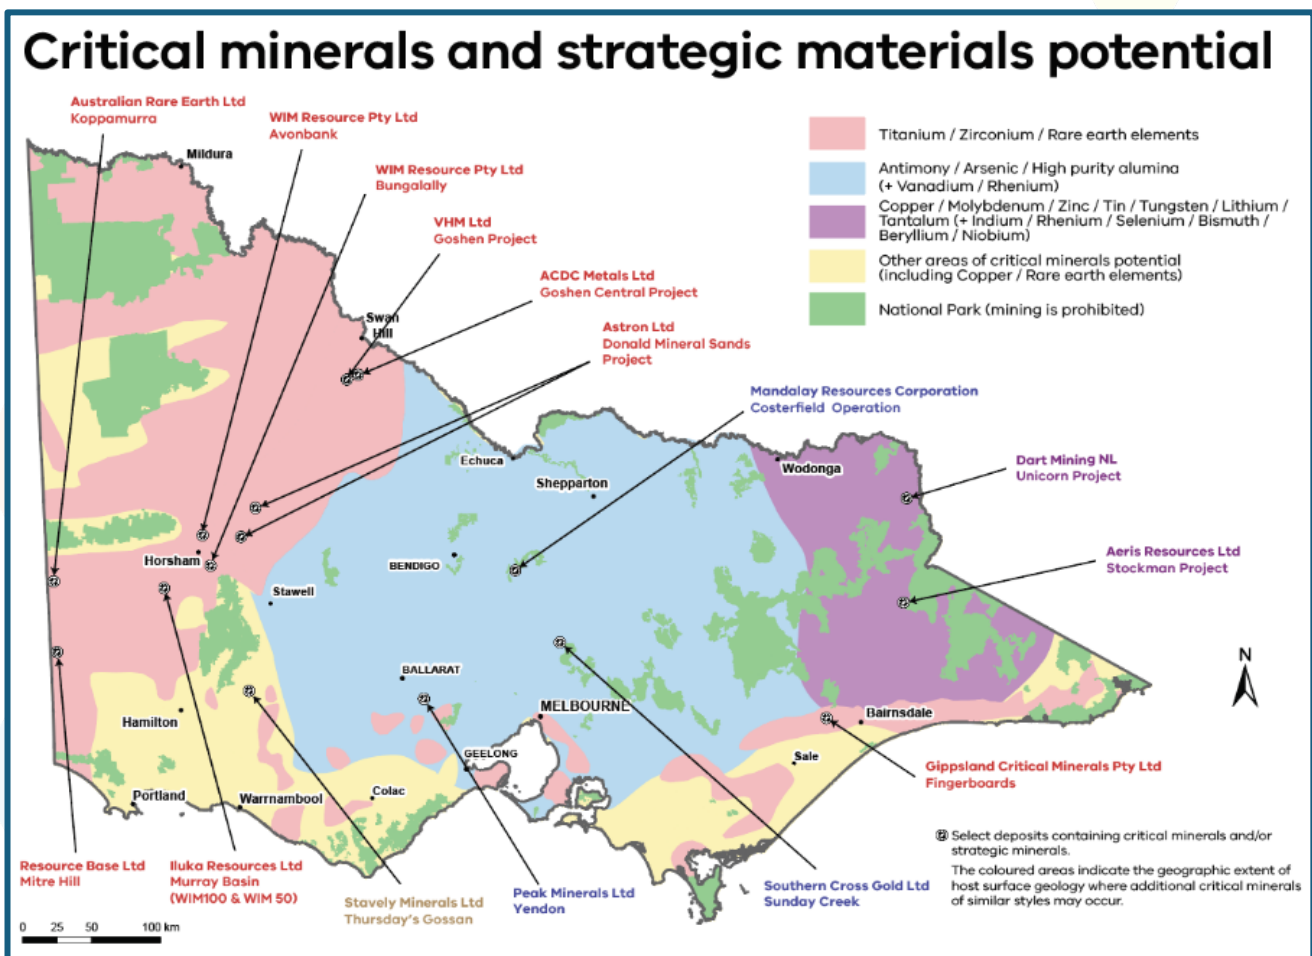 Critical minerals and strategic materials potential
Australian Rare Earth Ltd
Koppamurra
WIM Resource Pty Ltd
Avonbank
WIM Resource Pty Ltd
Bungalally
VHM Ltd
Goshen Project
ACDC Metals Ltd
Goshen Central Project
Astron Ltd
Donald Mineral Sands
Project
Mandalay Resources Corporation
Costerfield Operation
Dart Mining NL
Unicorn Project
Aeris Resources Ltd
Stockman Project
Titanium / Zirconium / Rare earth elements
Antimony / Arsenic / High purity alumina
(+ Vanadium / Rhenium)
Copper / Molybdenum / Zinc / Tin / Tungsten / Lithium /
Tantalum (+ Indium / Rhenium / Selenium / Bismuth /
Beryllium / Niobium)
Other areas of critical minerals potential
(including Copper / Rare earth elements)
National Park (mining is prohibited)
Mildura
Swan
Hill
Echuca
Shepparton
Wodonga
Horsham
BENDIGO
Stawell
BALLARAT
MELBOURNE
Hamilton
GEELONG
Bairnsdale
Sale
Portland
Warrnambool
Colac
N
Gippsland Critical Minerals Pty Ltd
Fingerboards
Resource Base Ltd
Mitre Hill
Iluka Resources Ltd
Murray Basin
(WIM100 & WIM 50)
Stavely Minerals Ltd
Thursday's Gossan
Peak Minerals Ltd
Yendon
Southern Cross Gold Ltd
Sunday Creek
Select deposits containing critical minerals and/or
strategic minerals.
The coloured areas indicate the geographic extent of
host surface geology where additional critical minerals
of similar styles may occur.
0 25 50 100 km